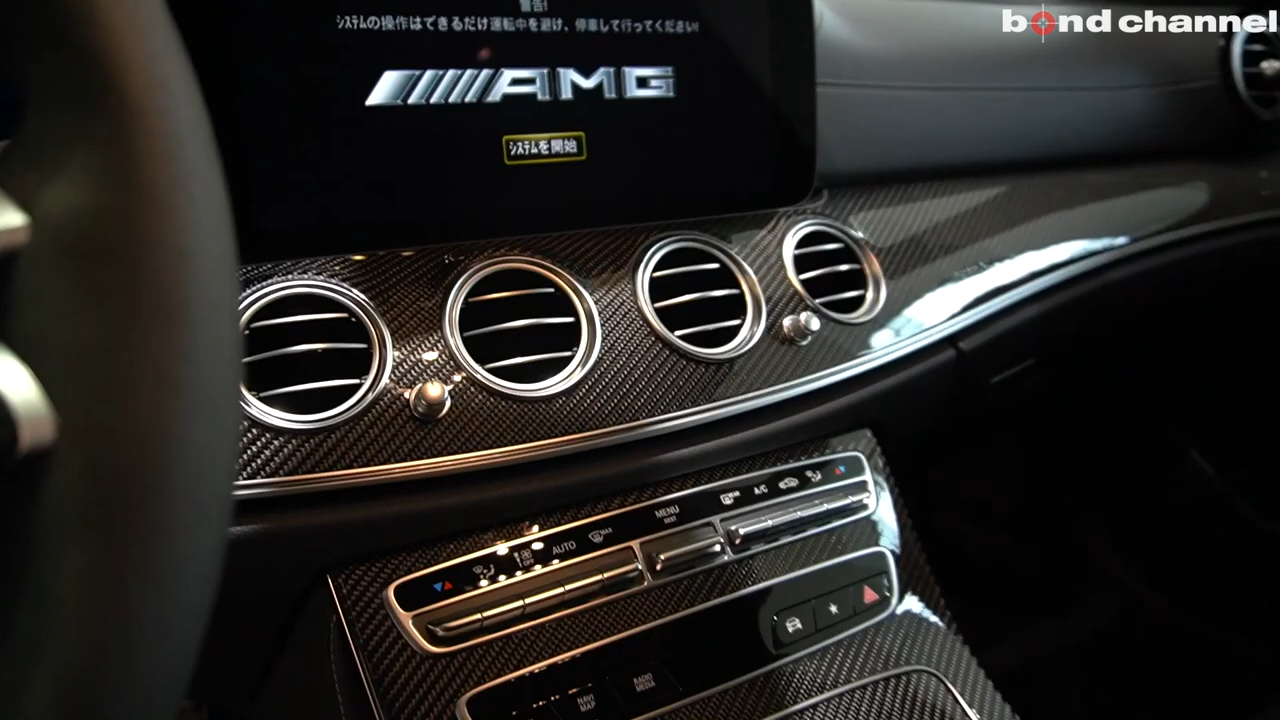 bond channel
警告!
システムの操作はできるだけ運転中を避け、停車して行ってください!
AMG
システムを開始
MENU
REST
A/C
AUTO
MAX
OFF
NAVI
MAP
RADIO
MEDIA